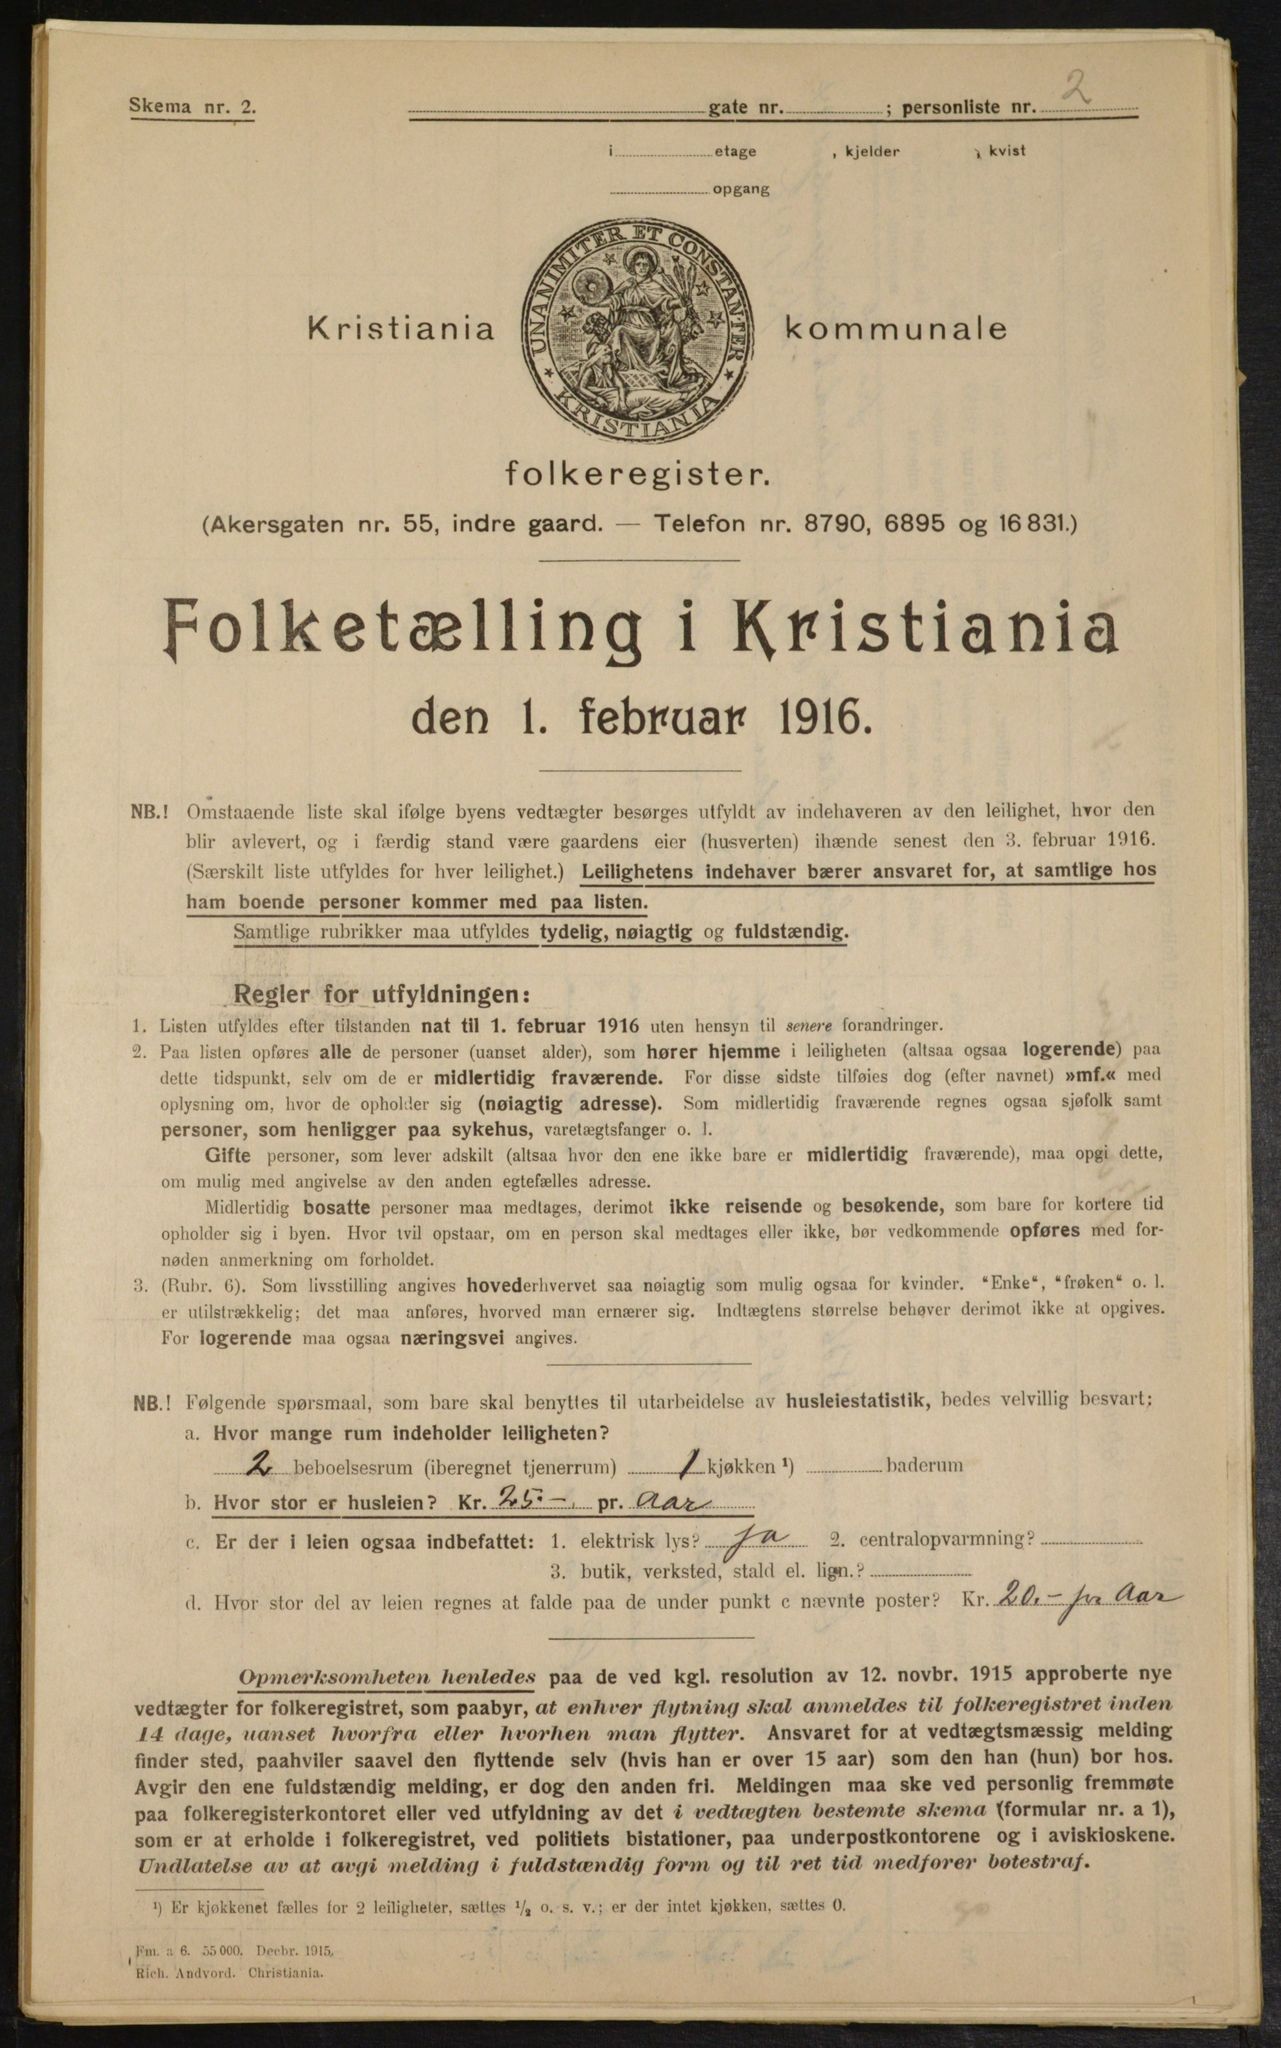 Skema nr. 2. gate nr. ; personliste nr. 2
i etage , kjelder , kvist
opgang
UNANIMITER ET CONSTANTER
KRISTIANIA
Kristiania kommunale
folkeregister.
(Akersgaten nr. 55, indre gaard. — Telefon nr. 8790, 6895 og 16 831.)
Folketælling i Kristiania
den 1. februar 1916.
NB.! Omstaaende liste skal ifølge byens vedtægter besørges utfyldt av indehaveren av den leilighet, hvor den
blir avlevert, og i færdig stand være gaardens eier (husverten) ihænde senest den 3. februar 1916.
(Særskilt liste utfyldes for hver leilighet.) Leilighetens indehaver bærer ansvaret for, at samtlige hos
ham boende personer kommer med paa listen.
Samtlige rubrikker maa utfyldes tydelig, nøiagtig og fuldstændig.
Regler for utfyldningen:
1. Listen utfyldes efter tilstanden nat til 1. februar 1916 uten hensyn til senere forandringer.
2. Paa listen opføres alle de personer (uanset alder), som hører hjemme i leiligheten (altsaa ogsaa logerende) paa
dette tidspunkt, selv om de er midlertidig fraværende. For disse sidste tilføies dog (efter navnet) »mf.« med
oplysning om, hvor de opholder sig (nøiagtig adresse). Som midlertidig fraværende regnes ogsaa sjøfolk samt
personer, som henligger paa sykehus, varetægtsfanger o. l.
Gifte personer, som lever adskilt (altsaa hvor den ene ikke bare er midlertidig fraværende), maa opgi dette,
om mulig med angivelse av den anden egtefælles adresse.
Midlertidig bosatte personer maa medtages, derimot ikke reisende og besøkende, som bare for kortere tid
opholder sig i byen. Hvor tvil opstaar, om en person skal medtages eller ikke, bør vedkommende opføres med for-
nøden anmerkning om forholdet.
3. (Rubr. 6). Som livsstilling angives hovederhvervet saa nøiagtig som mulig ogsaa for kvinder. "Enke", "frøken" o. l.
er utilstrækkelig; det maa anføres, hvorved man ernærer sig. Indtægtens størrelse behøver derimot ikke at opgives.
For logerende maa ogsaa næringsvei angives.
NB.! Følgende spørsmaal, som bare skal benyttes til utarbeidelse av husleiestatistik, bedes velvillig besvart:
a. Hvor mange rum indeholder leiligheten?
2 beboelsesrum (iberegnet tjenerrum) 1 kjøkken ¹) baderum
b. Hvor stor er husleien? Kr. 25.- pr. Aar
c. Er der i leien ogsaa indbefattet: 1. elektrisk lys? ja 2. centralopvarmning?
3. butik, verksted, stald el. lign.?
d. Hvor stor del av leien regnes at falde paa de under punkt c nævnte poster? Kr. 20.- pr Aar
Opmerksomheten henledes paa de ved kgl. resolution av 12. novbr. 1915 approberte nye
vedtægter for folkeregistret, som paabyr, at enhver flytning skal anmeldes til folkeregistret inden
14 dage, uanset hvorfra eller hvorhen man flytter. Ansvaret for at vedtægtsmæssig melding
finder sted, paahviler saavel den flyttende selv (hvis han er over 15 aar) som den han (hun) bor hos.
Avgir den ene fuldstændig melding, er dog den anden fri. Meldingen maa ske ved personlig fremmøte
paa folkeregisterkontoret eller ved utfyldning av det i vedtægten bestemte skema (formular nr. a 1),
som er at erholde i folkeregistret, ved politiets bistationer, paa underpostkontorene og i aviskioskene.
Undlatelse av at avgi melding i fuldstændig form og til ret tid medfører botestraf.
¹) Er kjøkkenet fælles for 2 leiligheter, sættes ½ o. s. v.; er der intet kjøkken, sættes 0.
Fm. a 6. 55 000. Decbr. 1915.
Rich. Andvord. Christiania.